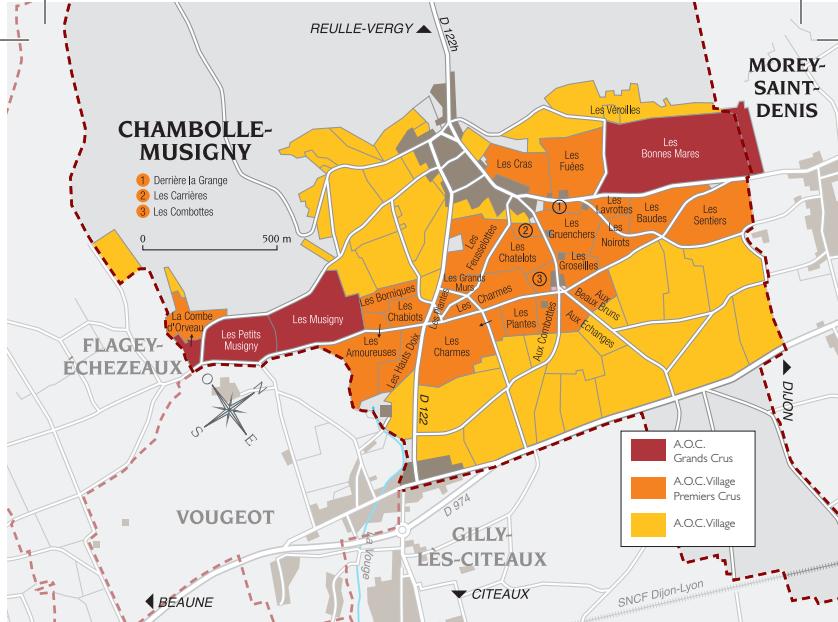 REULLE-VERGY
D 122h
MOREY-
SAINT-
DENIS
CHAMBOLLE-
MUSIGNY
1 Derrière la Grange
2 Les Carrières
3 Les Combottes
0 500 m
Les Véroilles
Les
Bonnes Mares
Les Cras
Les
Fuées
1
Les
Lavrottes
Les
Baudes
Les
Sentiers
Les
Gruenchers
Les
Noirots
2
Les
Feusselottes
Les
Chatelots
Les
Groseilles
3
Les Grands
Murs
Les Borniques
Les
Chabiots
Les Plantes
Les Charmes
Aux
Beaux Bruns
Les
Plantes
Aux Combottes
Aux Echanges
La Combe
d'Orveau
Les Petits
Musigny
Les Musigny
Les
Amoureuses
Les Hauts Doix
Les
Charmes
FLAGEY-
ÉCHEZEAUX
O
N
S
E
D 122
DIJON
A.O.C.
Grands Crus
A.O.C.Village
Premiers Crus
A.O.C.Village
VOUGEOT
D 974
GILLY-
LÈS-CITEAUX
La Vouge
BEAUNE
CITEAUX
SNCF Dijon-Lyon